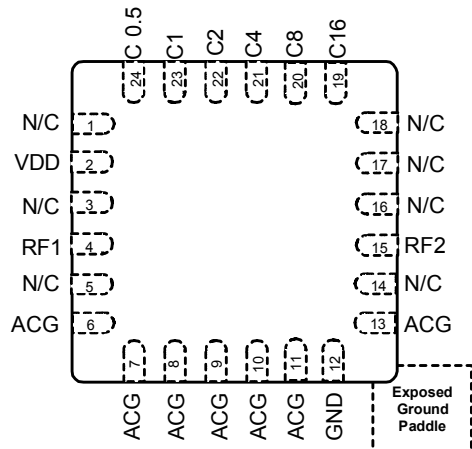 C 0.5
C1
C2
C4
C8
C16
24
23
22
21
20
19
N/C 1
18 N/C
VDD 2
17 N/C
N/C 3
16 N/C
RF1 4
15 RF2
N/C 5
14 N/C
ACG 6
13 ACG
7
8
9
10
11
12
ACG
ACG
ACG
ACG
ACG
GND
Exposed
Ground
Paddle